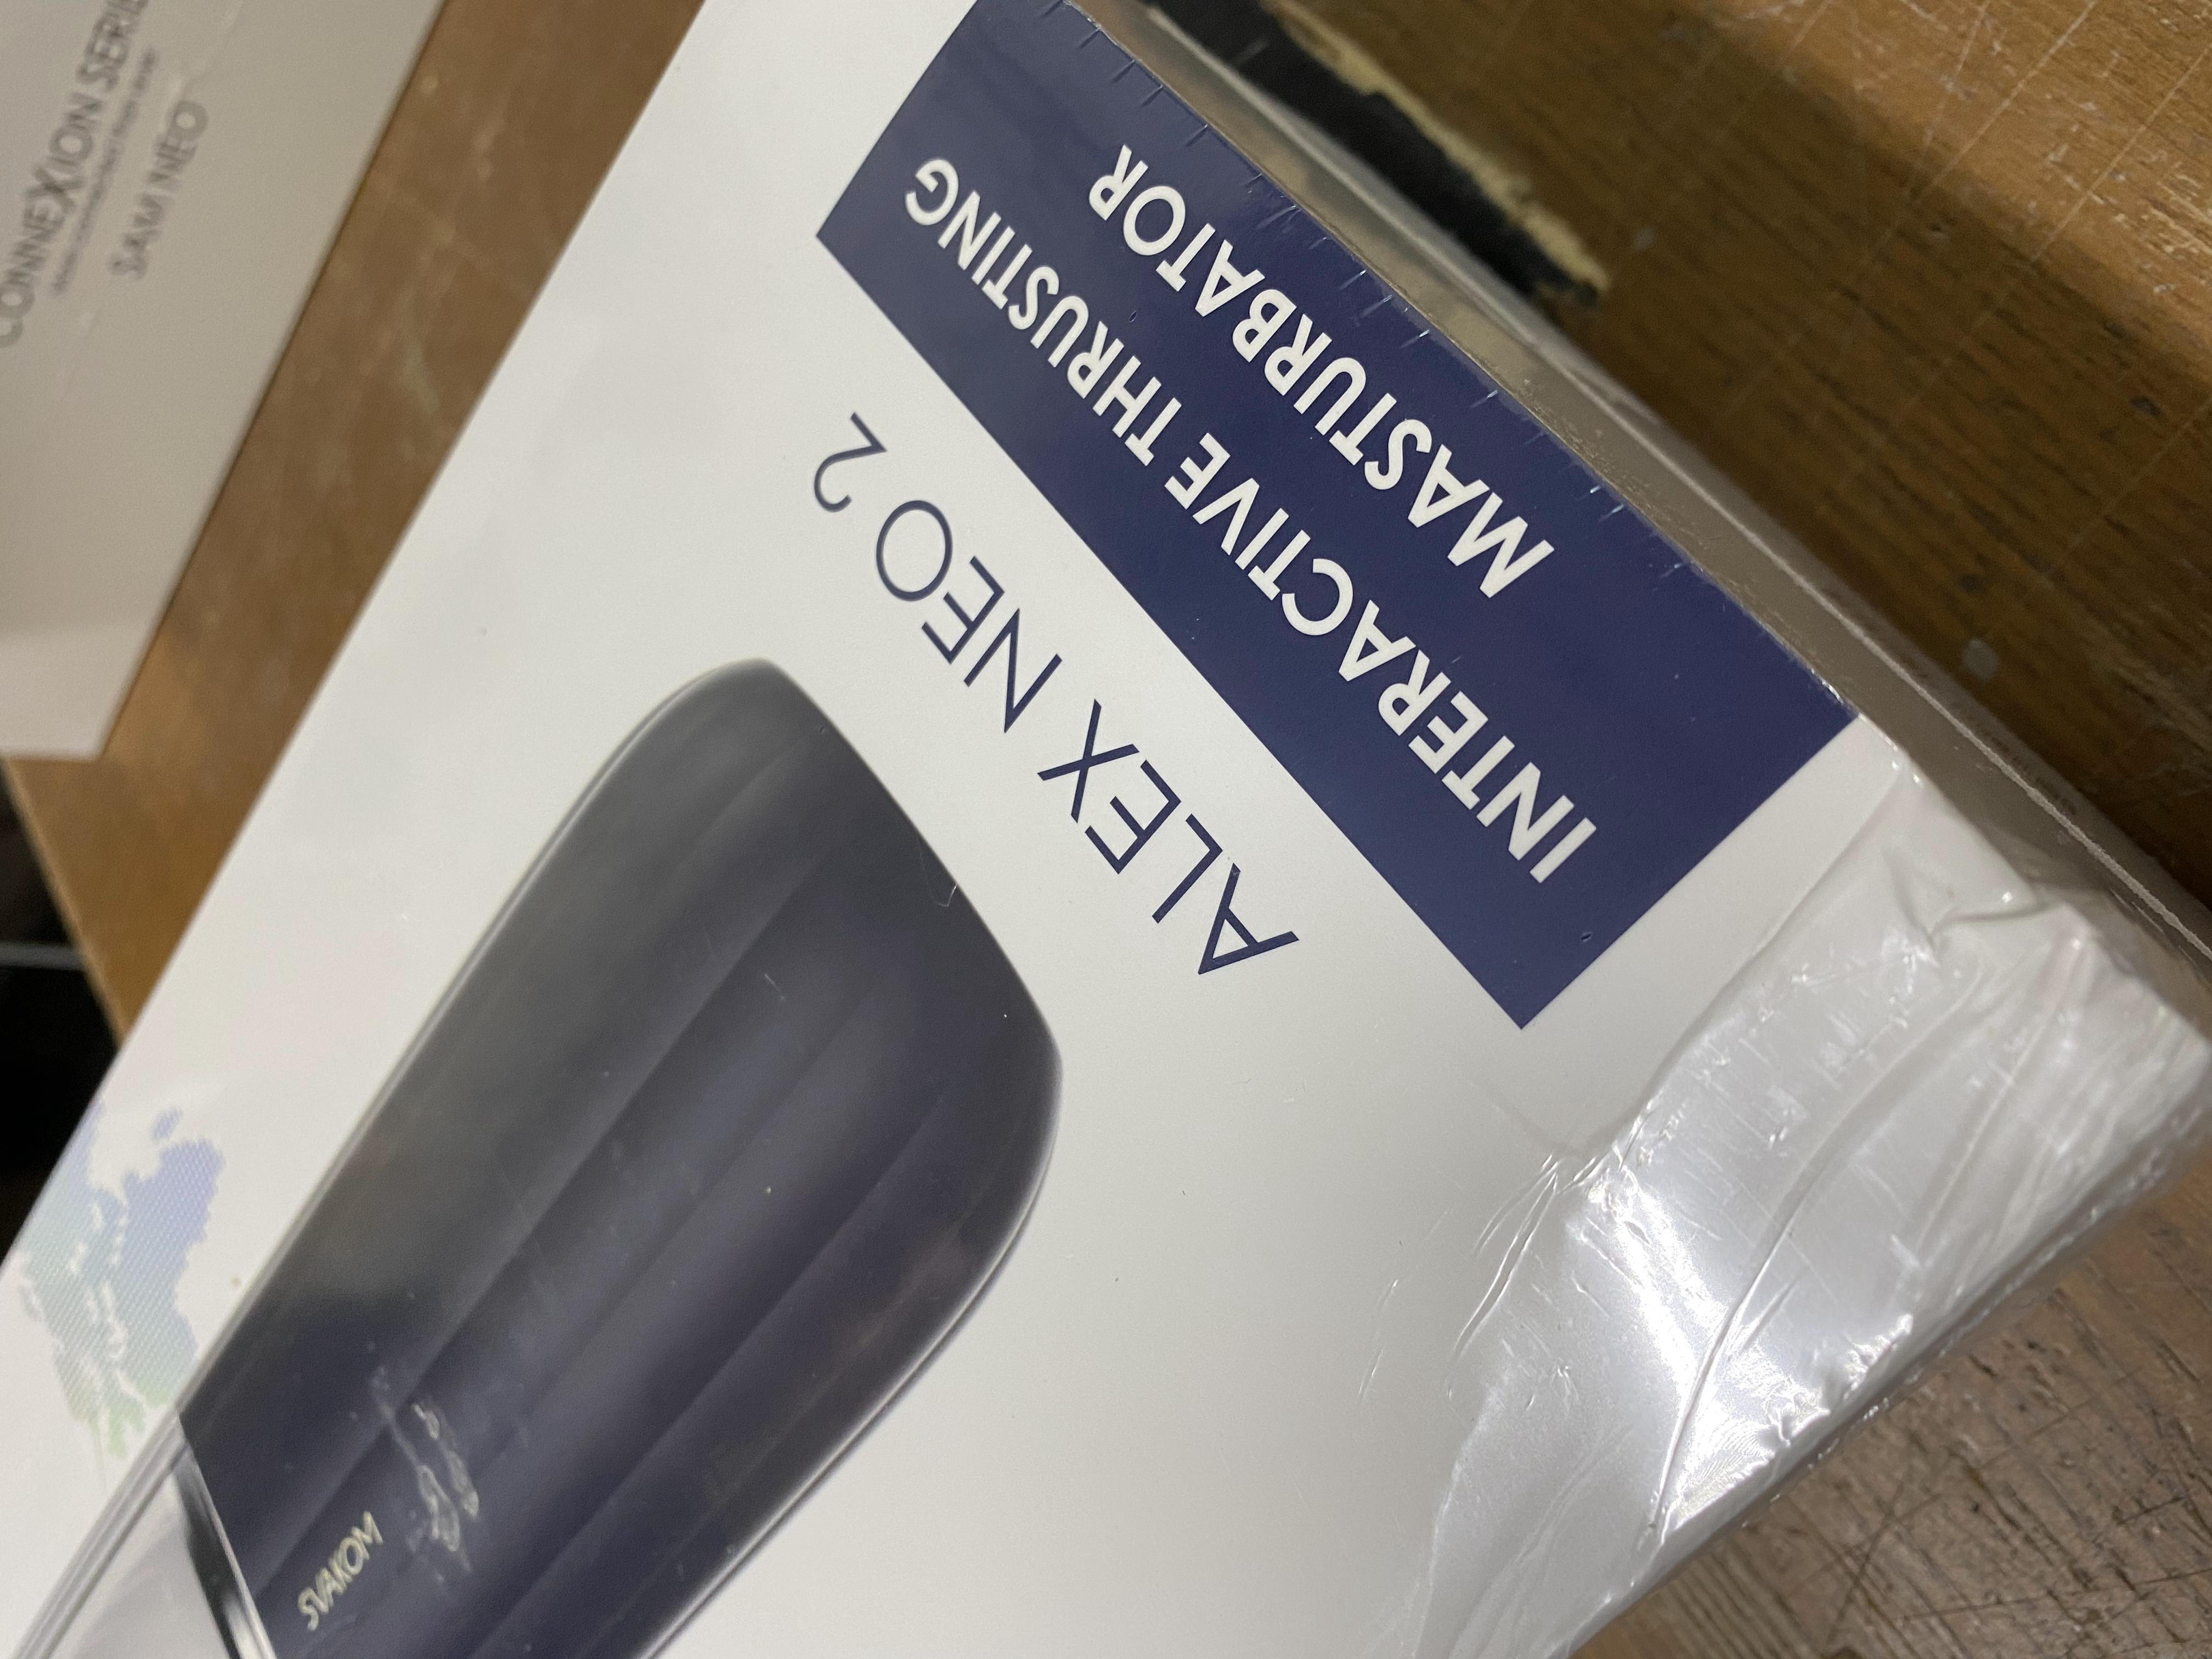 INTERACTIVE THRUSTING
MASTURBATOR
ALEX NEO 2
SVAKOM
CONNEXION SERIES
SAM NEO